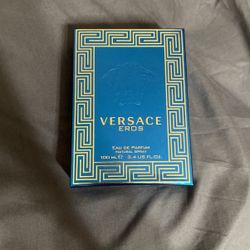 VERSACE
EROS
EAU DE PARFUM
NATURAL SPRAY
100 ml ℮ 3.4 US FL.Oz.